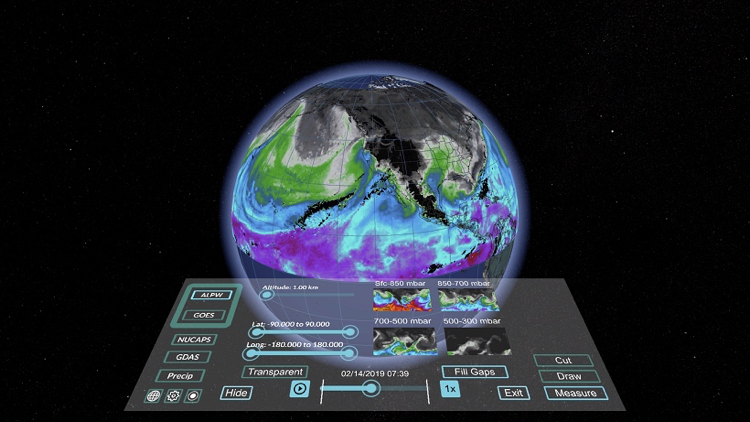 ALPW
GOES
NUCAPS
GDAS
Precip
Altitude: 1.00 km
Lat: -90.000 to 90.000
Long: -180.000 to 180.000
Sfc-850 mbar
850-700 mbar
700-500 mbar
500-300 mbar
Transparent
02/14/2019 07:39
Fill Gaps
Hide
1x
Exit
Cut
Draw
Measure